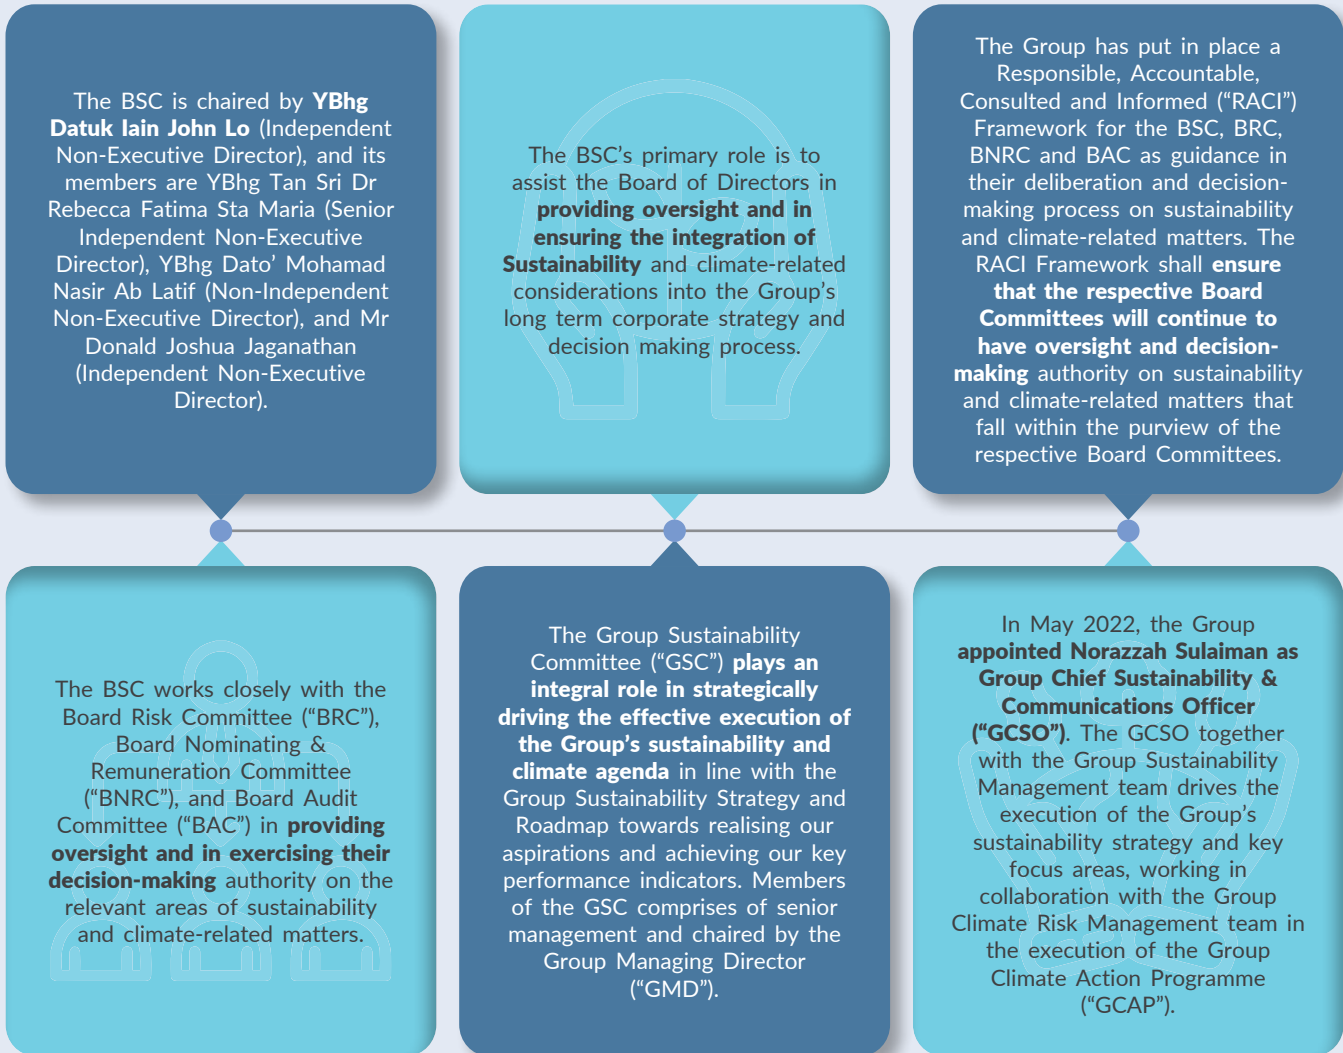 The BSC is chaired by YBhg
Datuk Iain John Lo (Independent
Non-Executive Director), and its
members are YBhg Tan Sri Dr
Rebecca Fatima Sta Maria (Senior
Independent Non-Executive
Director), YBhg Dato’ Mohamad
Nasir Ab Latif (Non-Independent
Non-Executive Director), and Mr
Donald Joshua Jaganathan
(Independent Non-Executive
Director).
The BSC’s primary role is to
assist the Board of Directors in
providing oversight and in
ensuring the integration of
Sustainability and climate-related
considerations into the Group’s
long term corporate strategy and
decision making process.
The Group has put in place a
Responsible, Accountable,
Consulted and Informed (“RACI”)
Framework for the BSC, BRC,
BNRC and BAC as guidance in
their deliberation and decision-
making process on sustainability
and climate-related matters. The
RACI Framework shall ensure
that the respective Board
Committees will continue to
have oversight and decision-
making authority on sustainability
and climate-related matters that
fall within the purview of the
respective Board Committees.
The BSC works closely with the
Board Risk Committee (“BRC”),
Board Nominating &
Remuneration Committee
(“BNRC”), and Board Audit
Committee (“BAC”) in providing
oversight and in exercising their
decision-making authority on the
relevant areas of sustainability
and climate-related matters.
The Group Sustainability
Committee (“GSC”) plays an
integral role in strategically
driving the effective execution of
the Group’s sustainability and
climate agenda in line with the
Group Sustainability Strategy and
Roadmap towards realising our
aspirations and achieving our key
performance indicators. Members
of the GSC comprises of senior
management and chaired by the
Group Managing Director
(“GMD”).
In May 2022, the Group
appointed Norazzah Sulaiman as
Group Chief Sustainability &
Communications Officer
(“GCSO”). The GCSO together
with the Group Sustainability
Management team drives the
execution of the Group’s
sustainability strategy and key
focus areas, working in
collaboration with the Group
Climate Risk Management team in
the execution of the Group
Climate Action Programme
(“GCAP”).